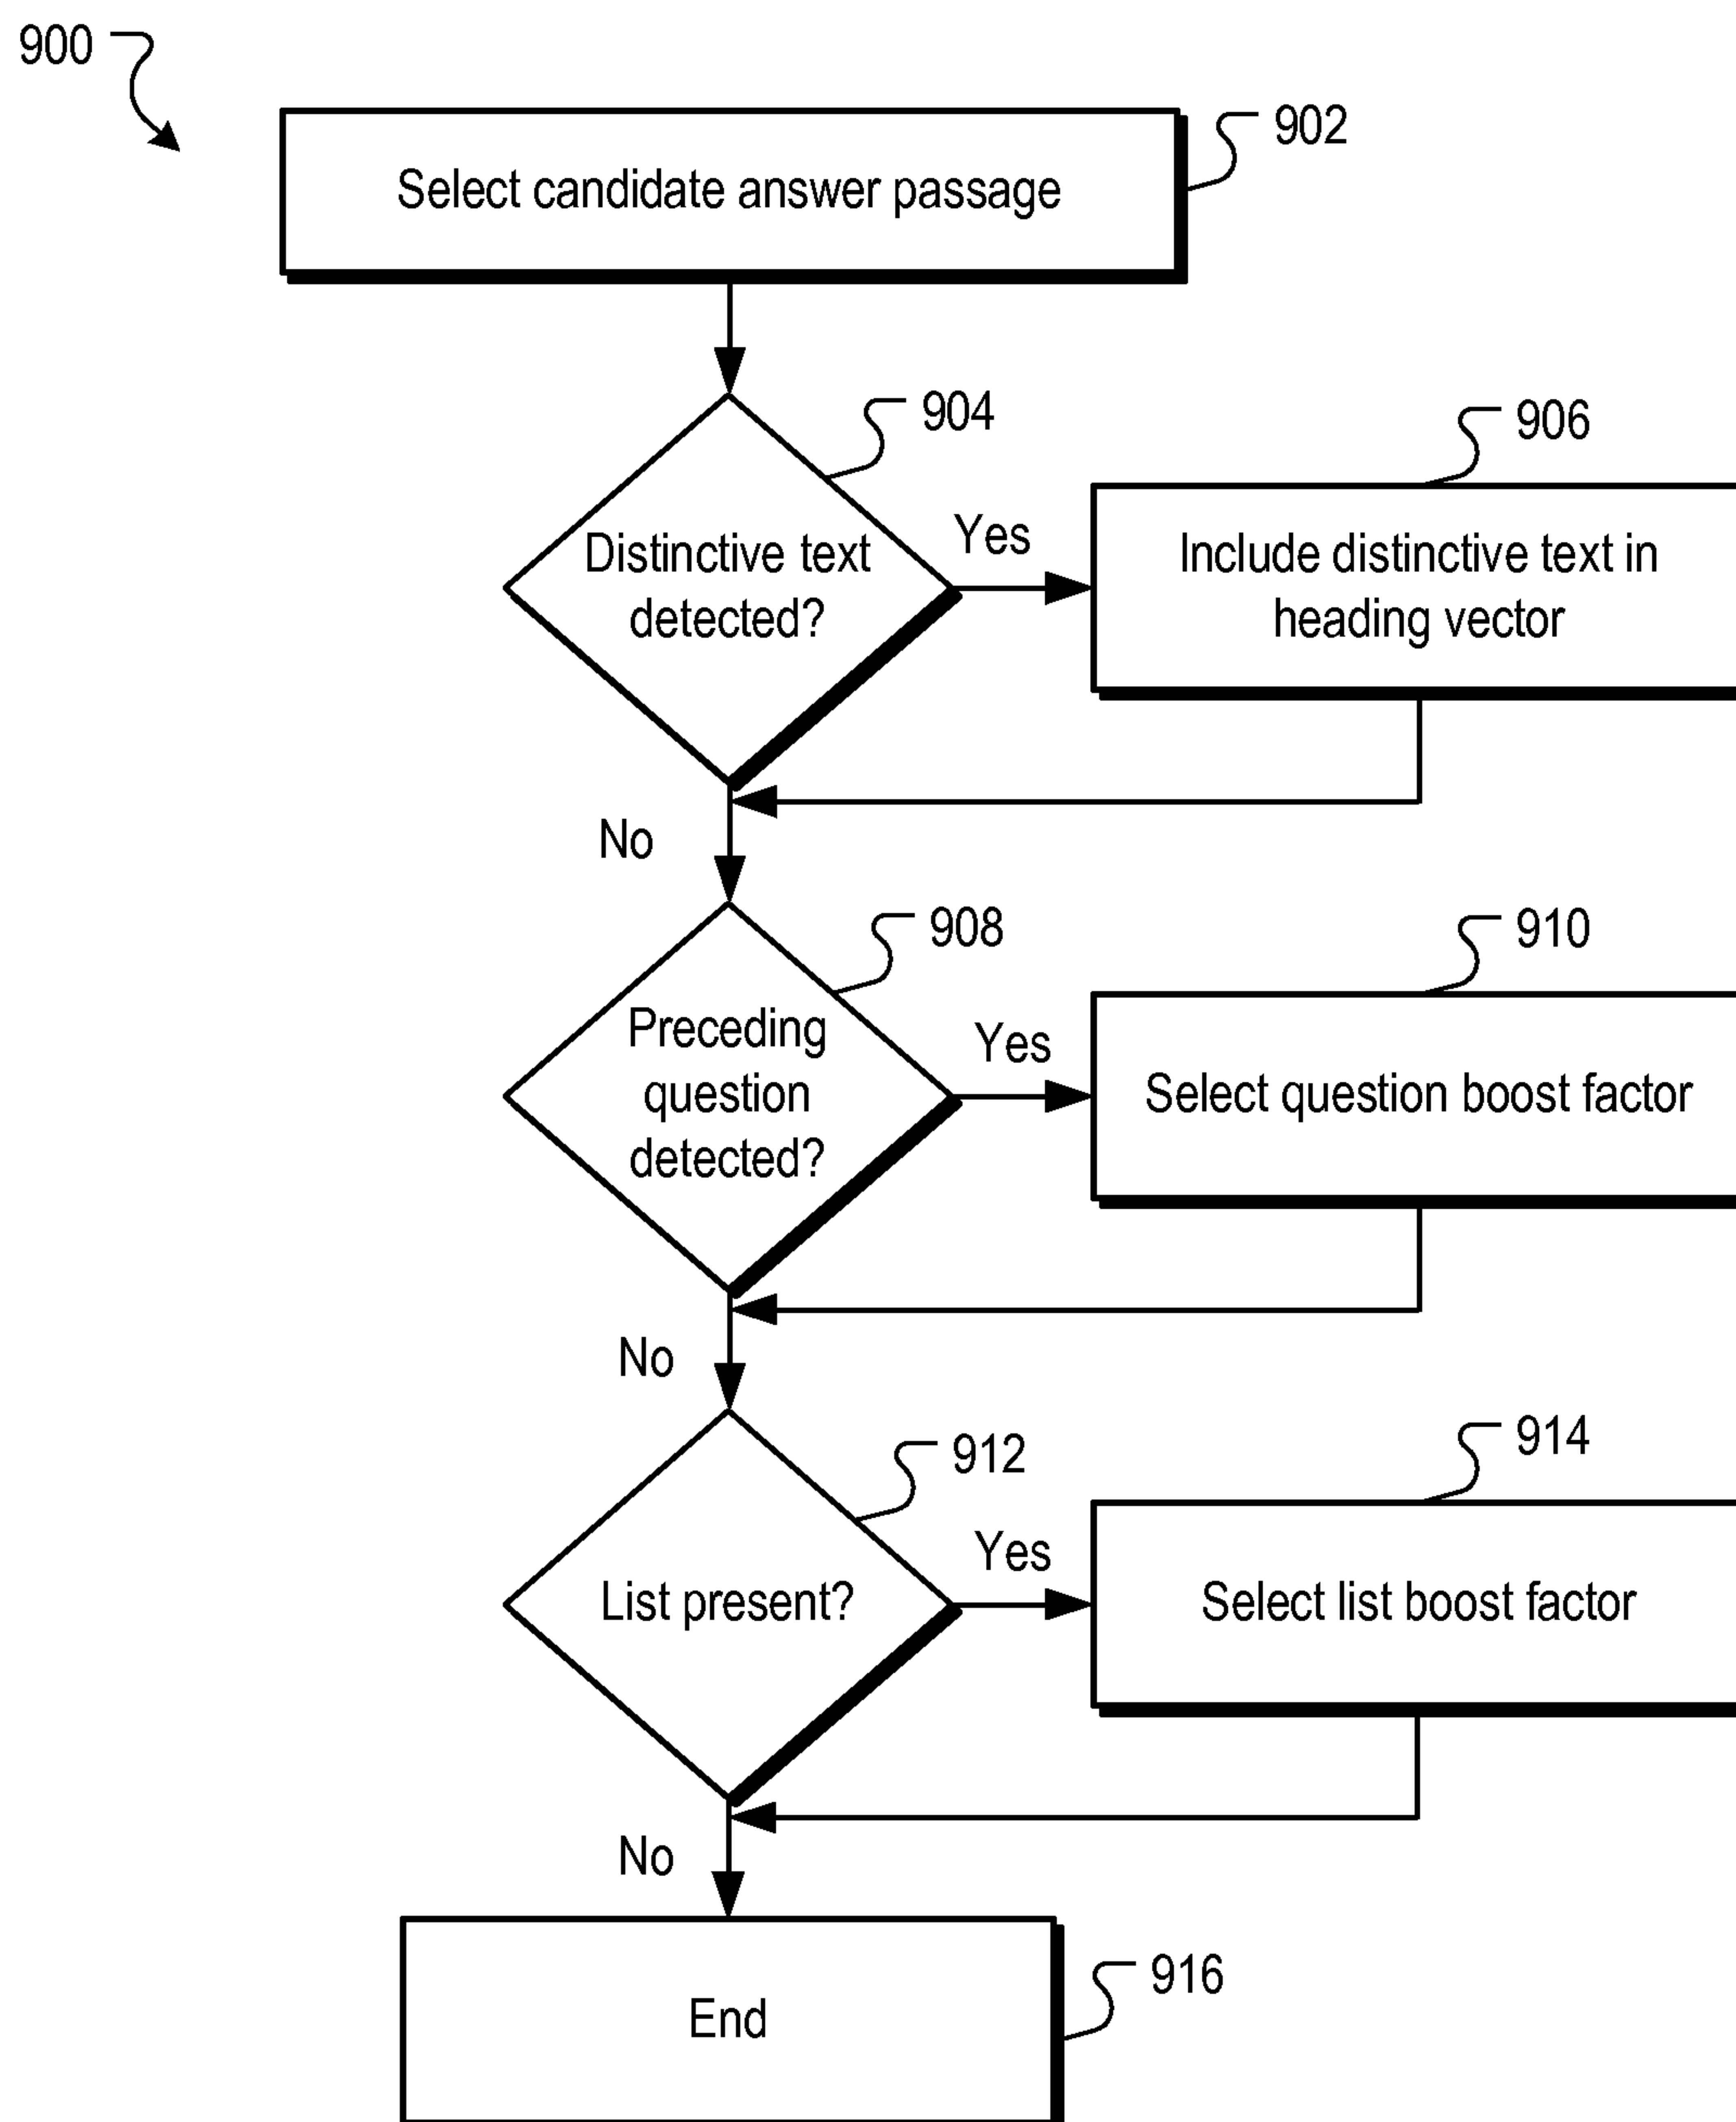 900
902
Select candidate answer passage
904
906
Distinctive text
detected?
Yes
Include distinctive text in
heading vector
No
908
910
Preceding
question
detected?
Yes
Select question boost factor
No
912
914
List present?
Yes
Select list boost factor
No
916
End